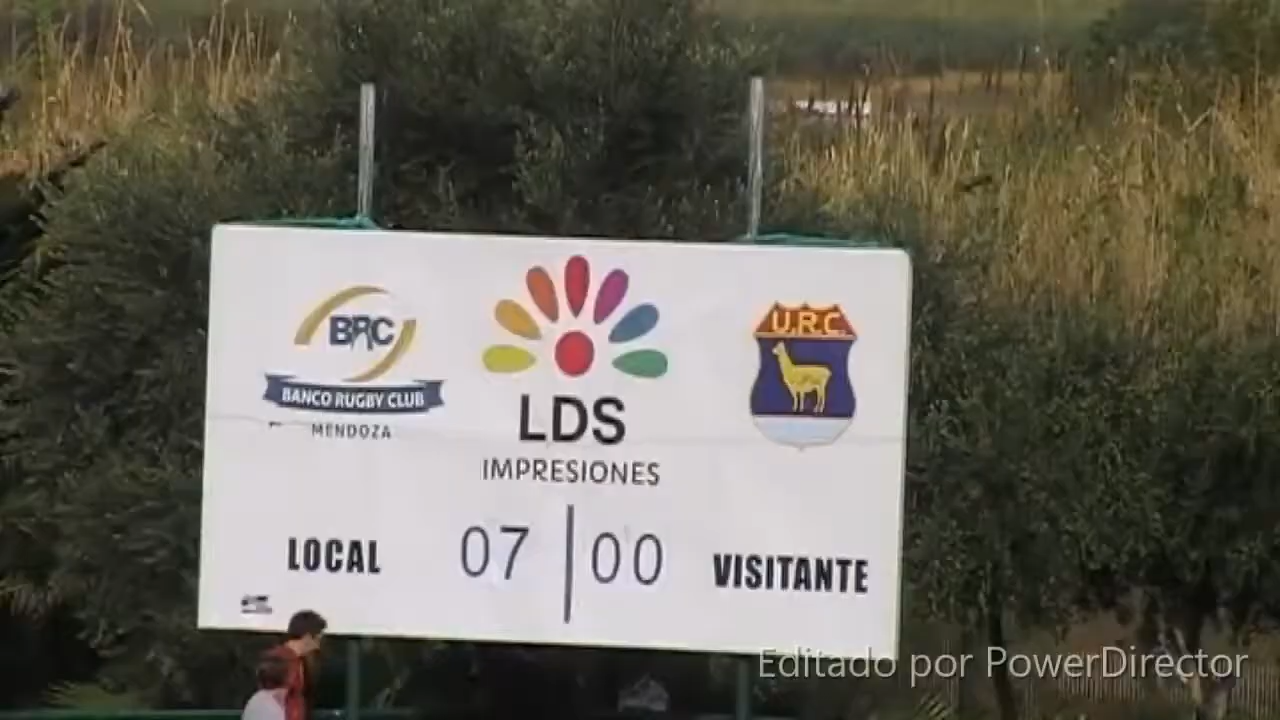 BRC
BANCO RUGBY CLUB
MENDOZA
LDS
IMPRESIONES
U.R.C.
LOCAL
07
00
VISITANTE
Editado por PowerDirector